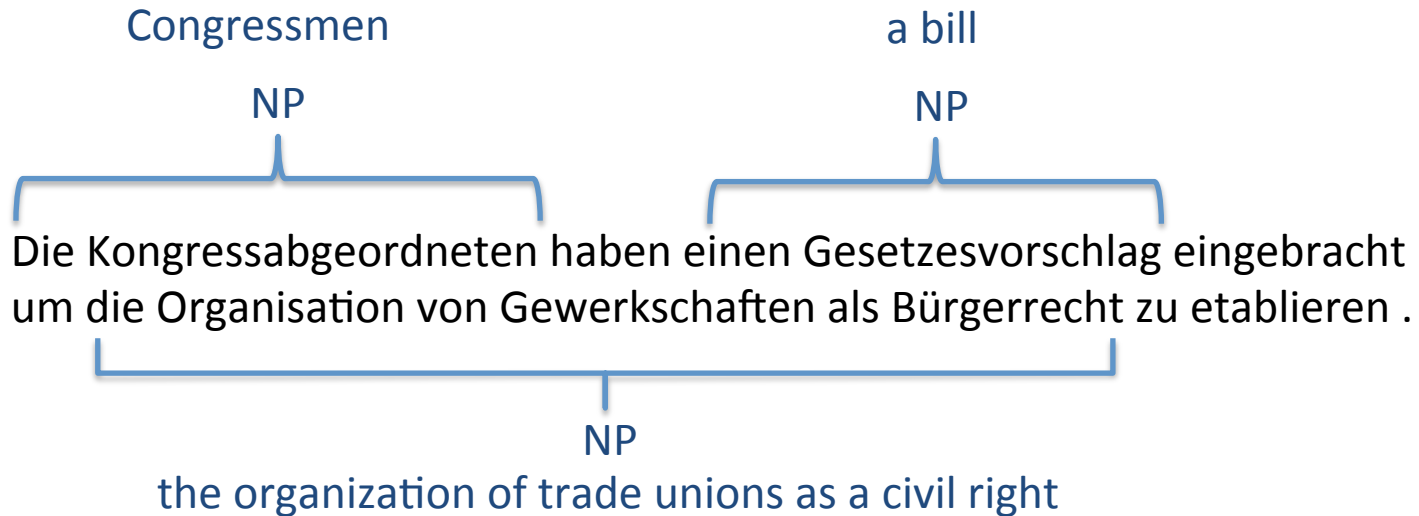 Congressmen a bill
NP NP
Die Kongressabgeordneten haben einen Gesetzesvorschlag eingebracht
um die Organisation von Gewerkschaften als Bürgerrecht zu etablieren .
NP
the organization of trade unions as a civil right